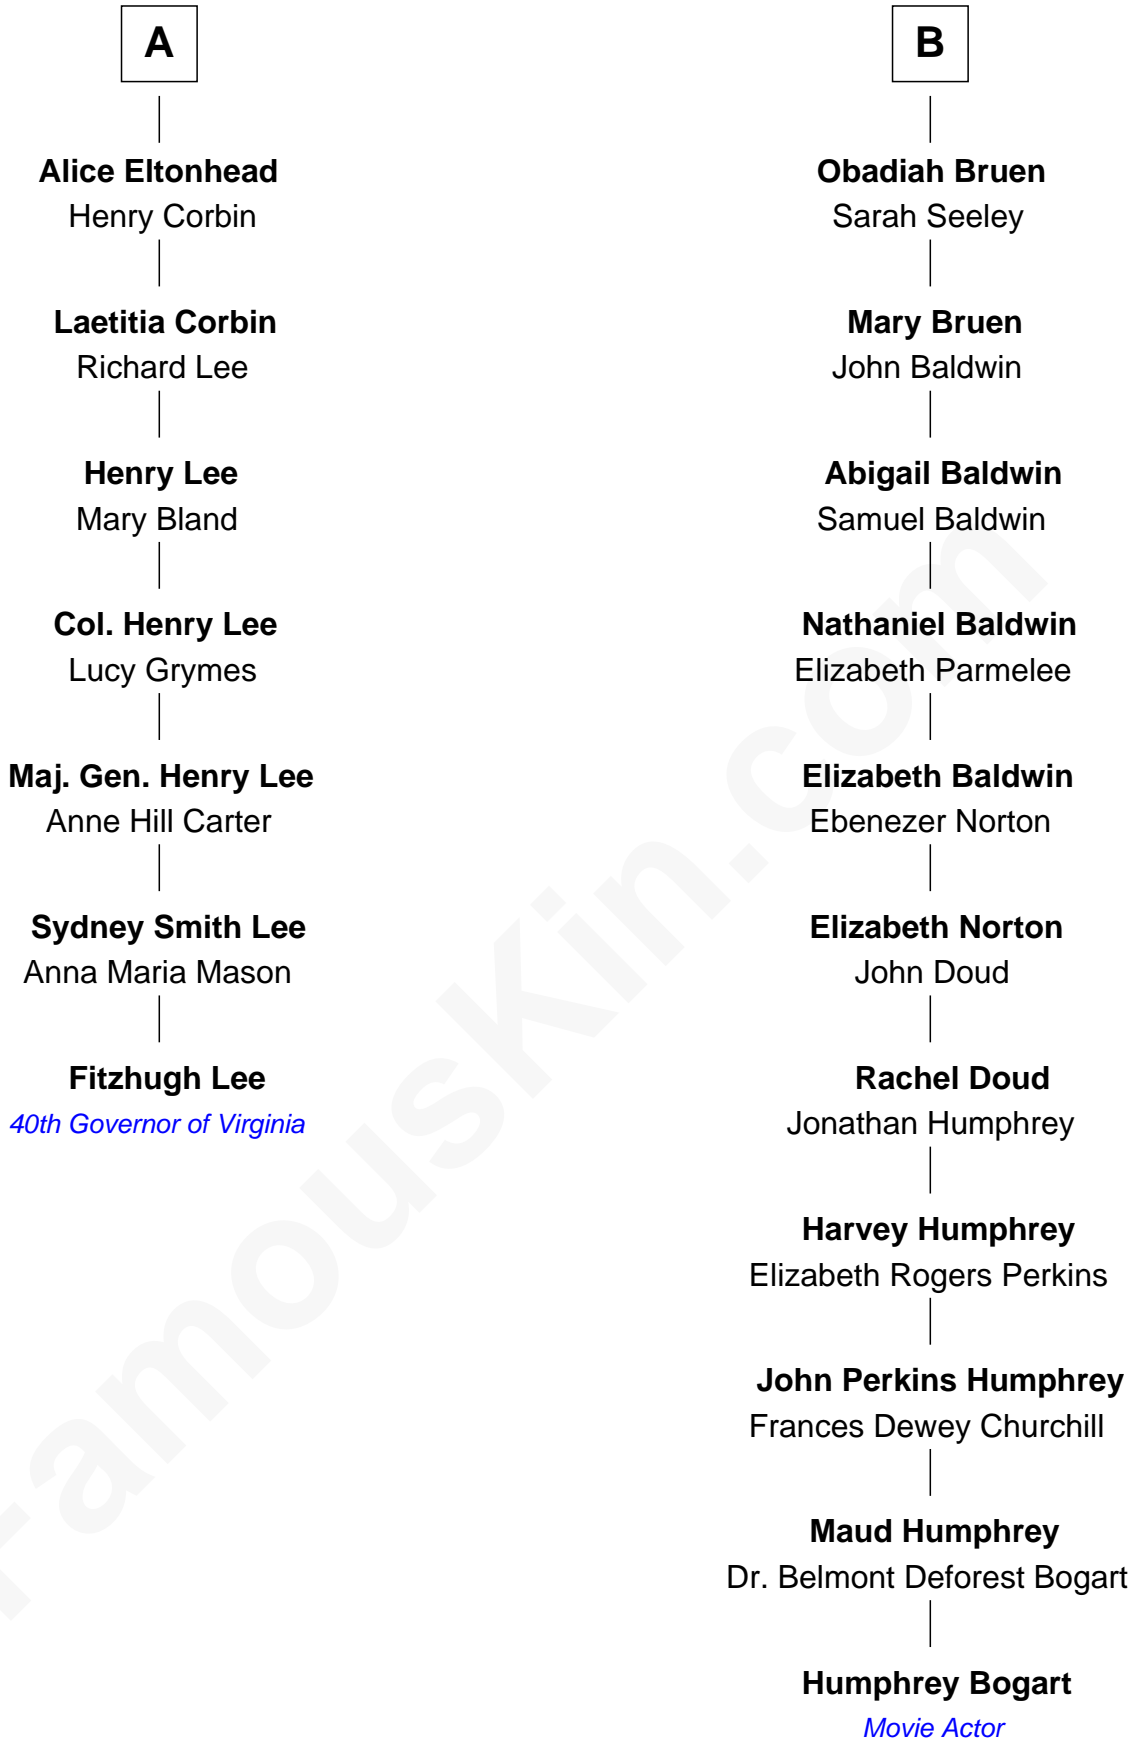 A
Alice Eltonhead
Henry Corbin
Laetitia Corbin
Richard Lee
Henry Lee
Mary Bland
Col. Henry Lee
Lucy Grymes
Maj. Gen. Henry Lee
Anne Hill Carter
Sydney Smith Lee
Anna Maria Mason
Fitzhugh Lee
40th Governor of Virginia
B
Obadiah Bruen
Sarah Seeley
Mary Bruen
John Baldwin
Abigail Baldwin
Samuel Baldwin
Nathaniel Baldwin
Elizabeth Parmelee
Elizabeth Baldwin
Ebenezer Norton
Elizabeth Norton
John Doud
Rachel Doud
Jonathan Humphrey
Harvey Humphrey
Elizabeth Rogers Perkins
John Perkins Humphrey
Frances Dewey Churchill
Maud Humphrey
Dr. Belmont Deforest Bogart
Humphrey Bogart
Movie Actor
FamousKin.com